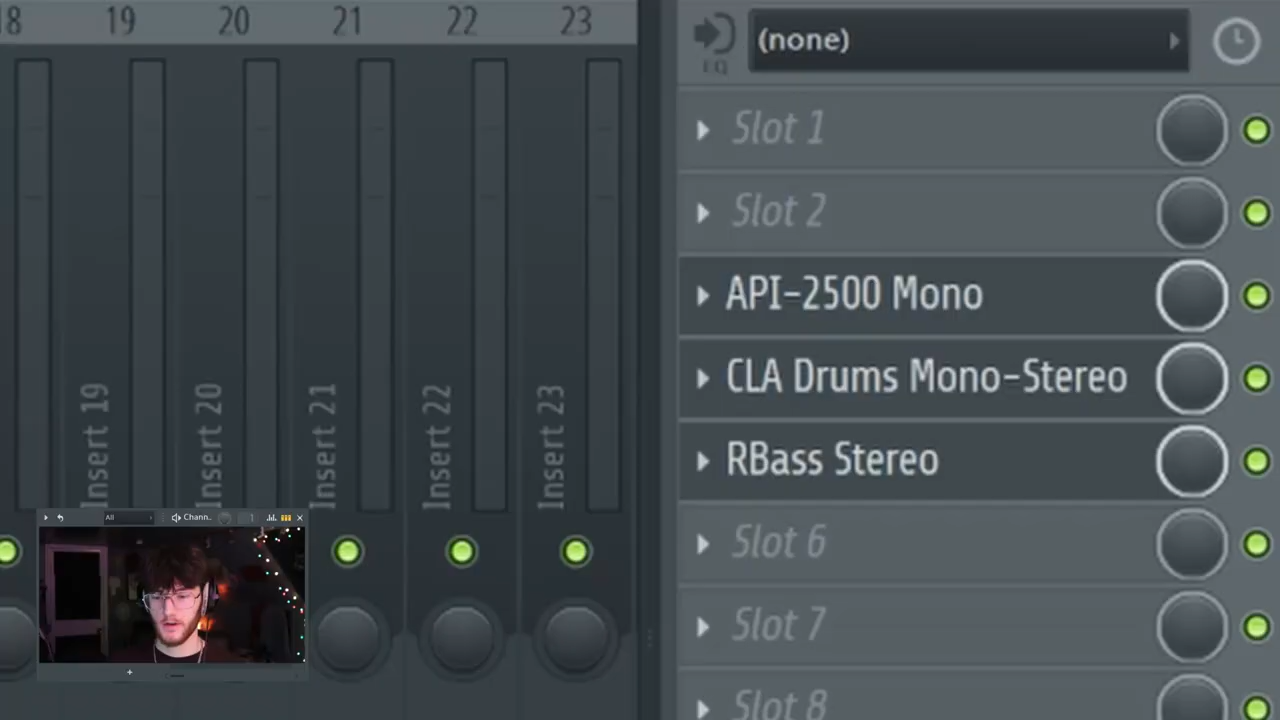 18 19 20 21 22 23
Insert 19
Insert 20
Insert 21
Insert 22
Insert 23
EQ
(none)
Slot 1
Slot 2
API-2500 Mono
CLA Drums Mono-Stereo
RBass Stereo
Slot 6
Slot 7
Slot 8
All
Chann..
1